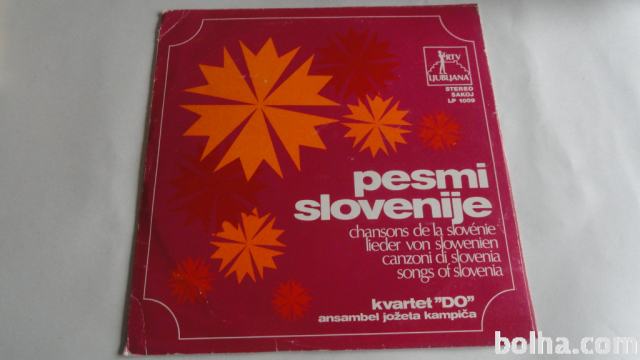 RTV
LJUBLJANA
STEREO
SAKOJ
LP 1009
pesmi
slovenije
chansons de la slovénie
lieder von slowenien
canzoni di slovenia
songs of slovenia
kvartet "DO"
ansambel jožeta kampiča
bolha.com